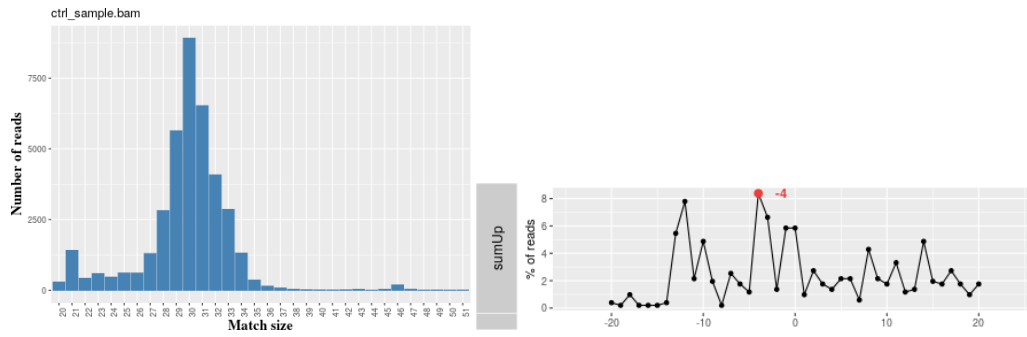 ctrl_sample.bam
Number of reads
7500
5000
2500
0
20 21 22 23 24 25 26 27 28 29 30 31 32 33 34 35 36 37 38 39 40 41 42 43 44 45 46 47 48 49 50 51
Match size
sumUp
% of reads
8
6
4
2
0
-4
-20 -10 0 10 20